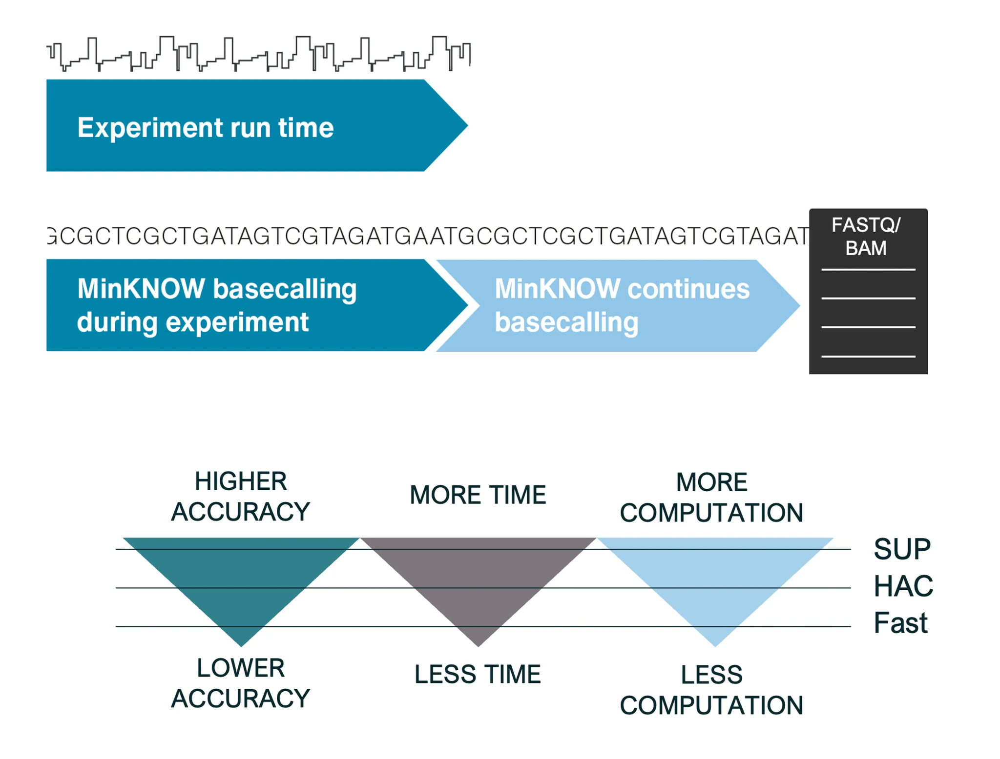 Experiment run time
GCGCTCGCTGATAGTCGTAGATGAATGCGCTCGCTGATAGTCGTAGAT
FASTQ/
BAM
MinKNOW basecalling
during experiment
MinKNOW continues
basecalling
HIGHER
ACCURACY
MORE TIME
MORE
COMPUTATION
SUP
HAC
Fast
LOWER
ACCURACY
LESS TIME
LESS
COMPUTATION